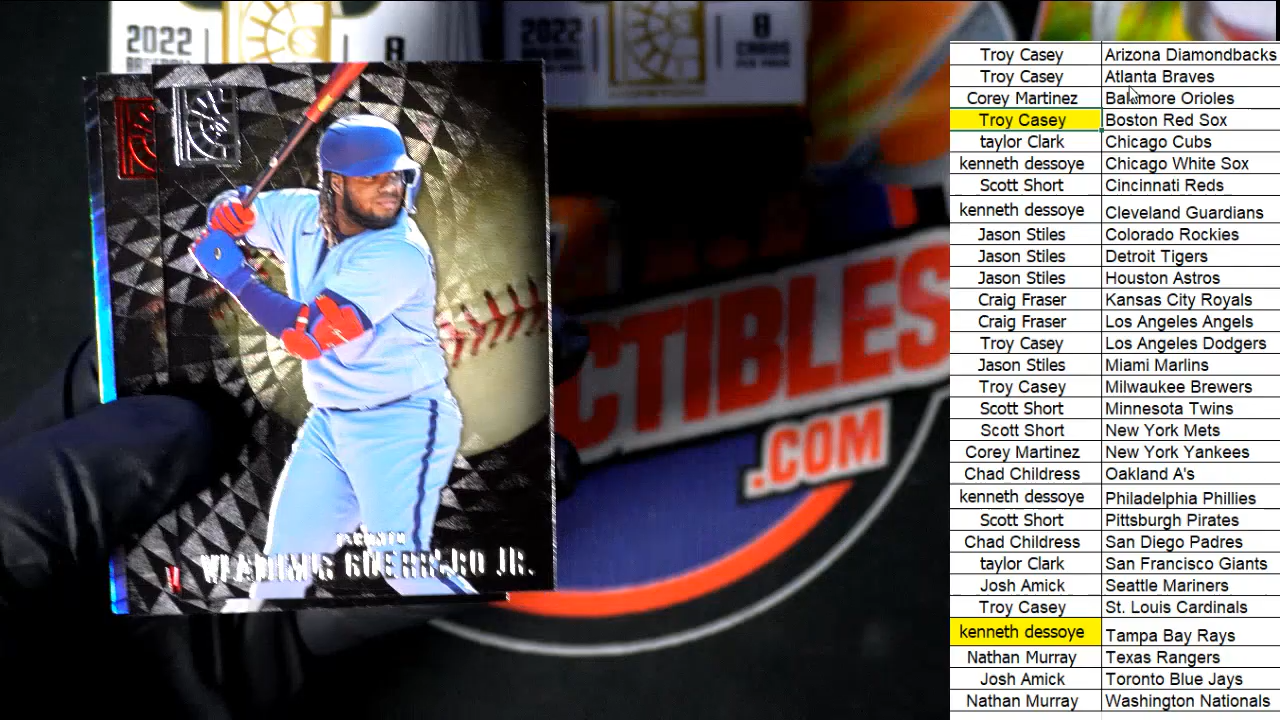 2022
BASEBALL
8
2022
8
CARDS
VLADIMIR GUERRERO JR.
CTIBLES
.COM
Troy Casey Arizona Diamondbacks
Troy Casey Atlanta Braves
Corey Martinez Baltimore Orioles
Troy Casey Boston Red Sox
taylor Clark Chicago Cubs
kenneth dessoye Chicago White Sox
Scott Short Cincinnati Reds
kenneth dessoye Cleveland Guardians
Jason Stiles Colorado Rockies
Jason Stiles Detroit Tigers
Jason Stiles Houston Astros
Craig Fraser Kansas City Royals
Craig Fraser Los Angeles Angels
Troy Casey Los Angeles Dodgers
Jason Stiles Miami Marlins
Troy Casey Milwaukee Brewers
Scott Short Minnesota Twins
Scott Short New York Mets
Corey Martinez New York Yankees
Chad Childress Oakland A's
kenneth dessoye Philadelphia Phillies
Scott Short Pittsburgh Pirates
Chad Childress San Diego Padres
taylor Clark San Francisco Giants
Josh Amick Seattle Mariners
Troy Casey St. Louis Cardinals
kenneth dessoye Tampa Bay Rays
Nathan Murray Texas Rangers
Josh Amick Toronto Blue Jays
Nathan Murray Washington Nationals